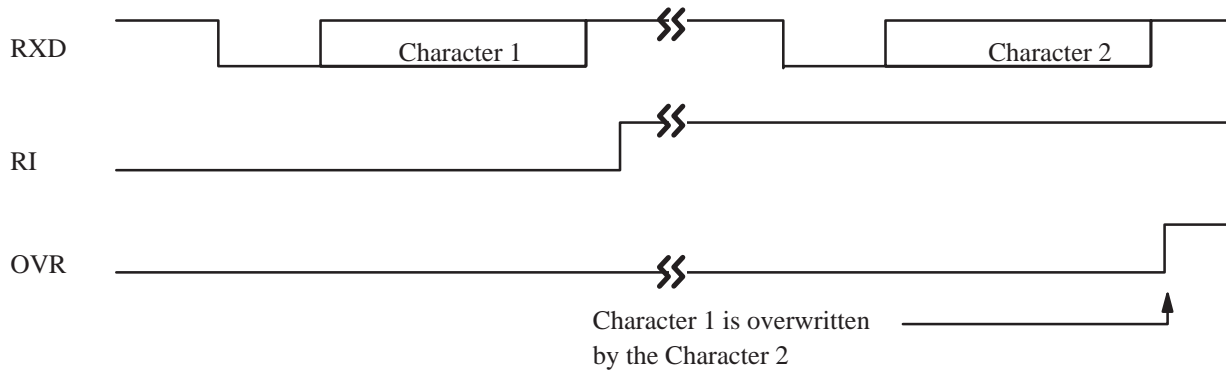 RXD
Character 1
Character 2
RI
OVR
Character 1 is overwritten
by the Character 2